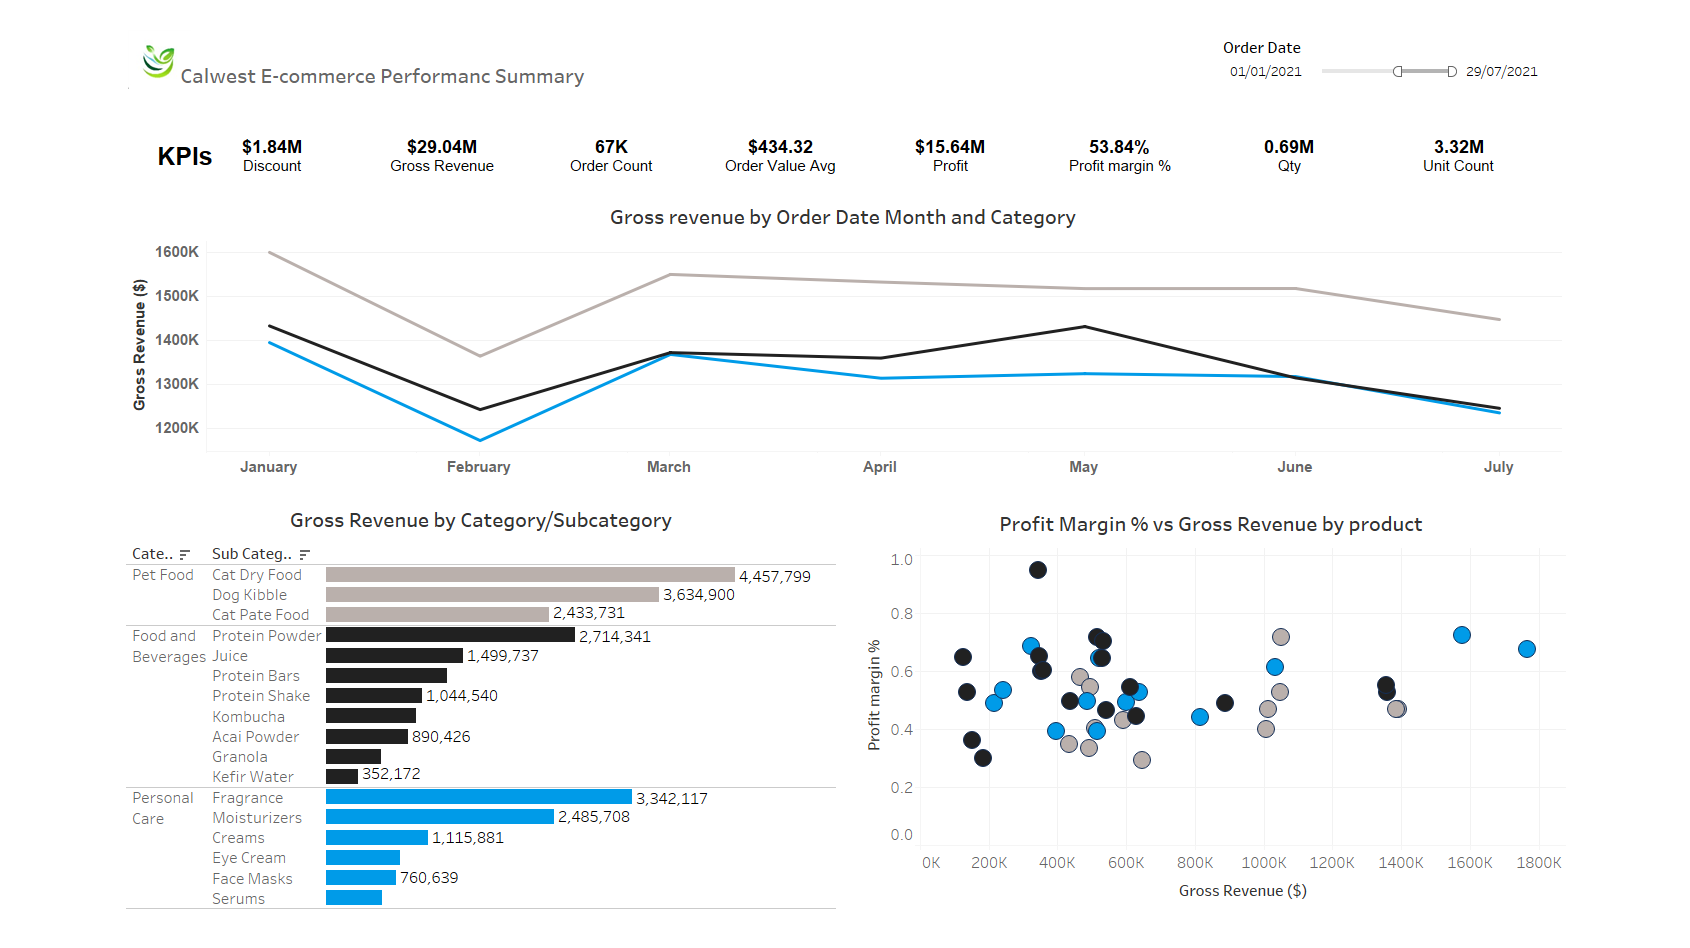 Calwest E-commerce Performanc Summary
Order Date
01/01/2021 29/07/2021
KPIs
$1.84M $29.04M 67K $434.32 $15.64M 53.84% 0.69M 3.32M
Discount Gross Revenue Order Count Order Value Avg Profit Profit margin % Qty Unit Count
Gross revenue by Order Date Month and Category
Gross Revenue ($)
1600K
1500K
1400K
1300K
1200K
January February March April May June July
Gross Revenue by Category/Subcategory
Cate.. Sub Categ..
Pet Food Cat Dry Food 4,457,799
Dog Kibble 3,634,900
Cat Pate Food 2,433,731
Food and Protein Powder 2,714,341
Beverages Juice 1,499,737
Protein Bars
Protein Shake 1,044,540
Kombucha
Acai Powder 890,426
Granola
Kefir Water 352,172
Personal Fragrance 3,342,117
Care Moisturizers 2,485,708
Creams 1,115,881
Eye Cream
Face Masks 760,639
Serums
Profit Margin % vs Gross Revenue by product
Profit margin %
1.0
0.8
0.6
0.4
0.2
0.0
0K 200K 400K 600K 800K 1000K 1200K 1400K 1600K 1800K
Gross Revenue ($)